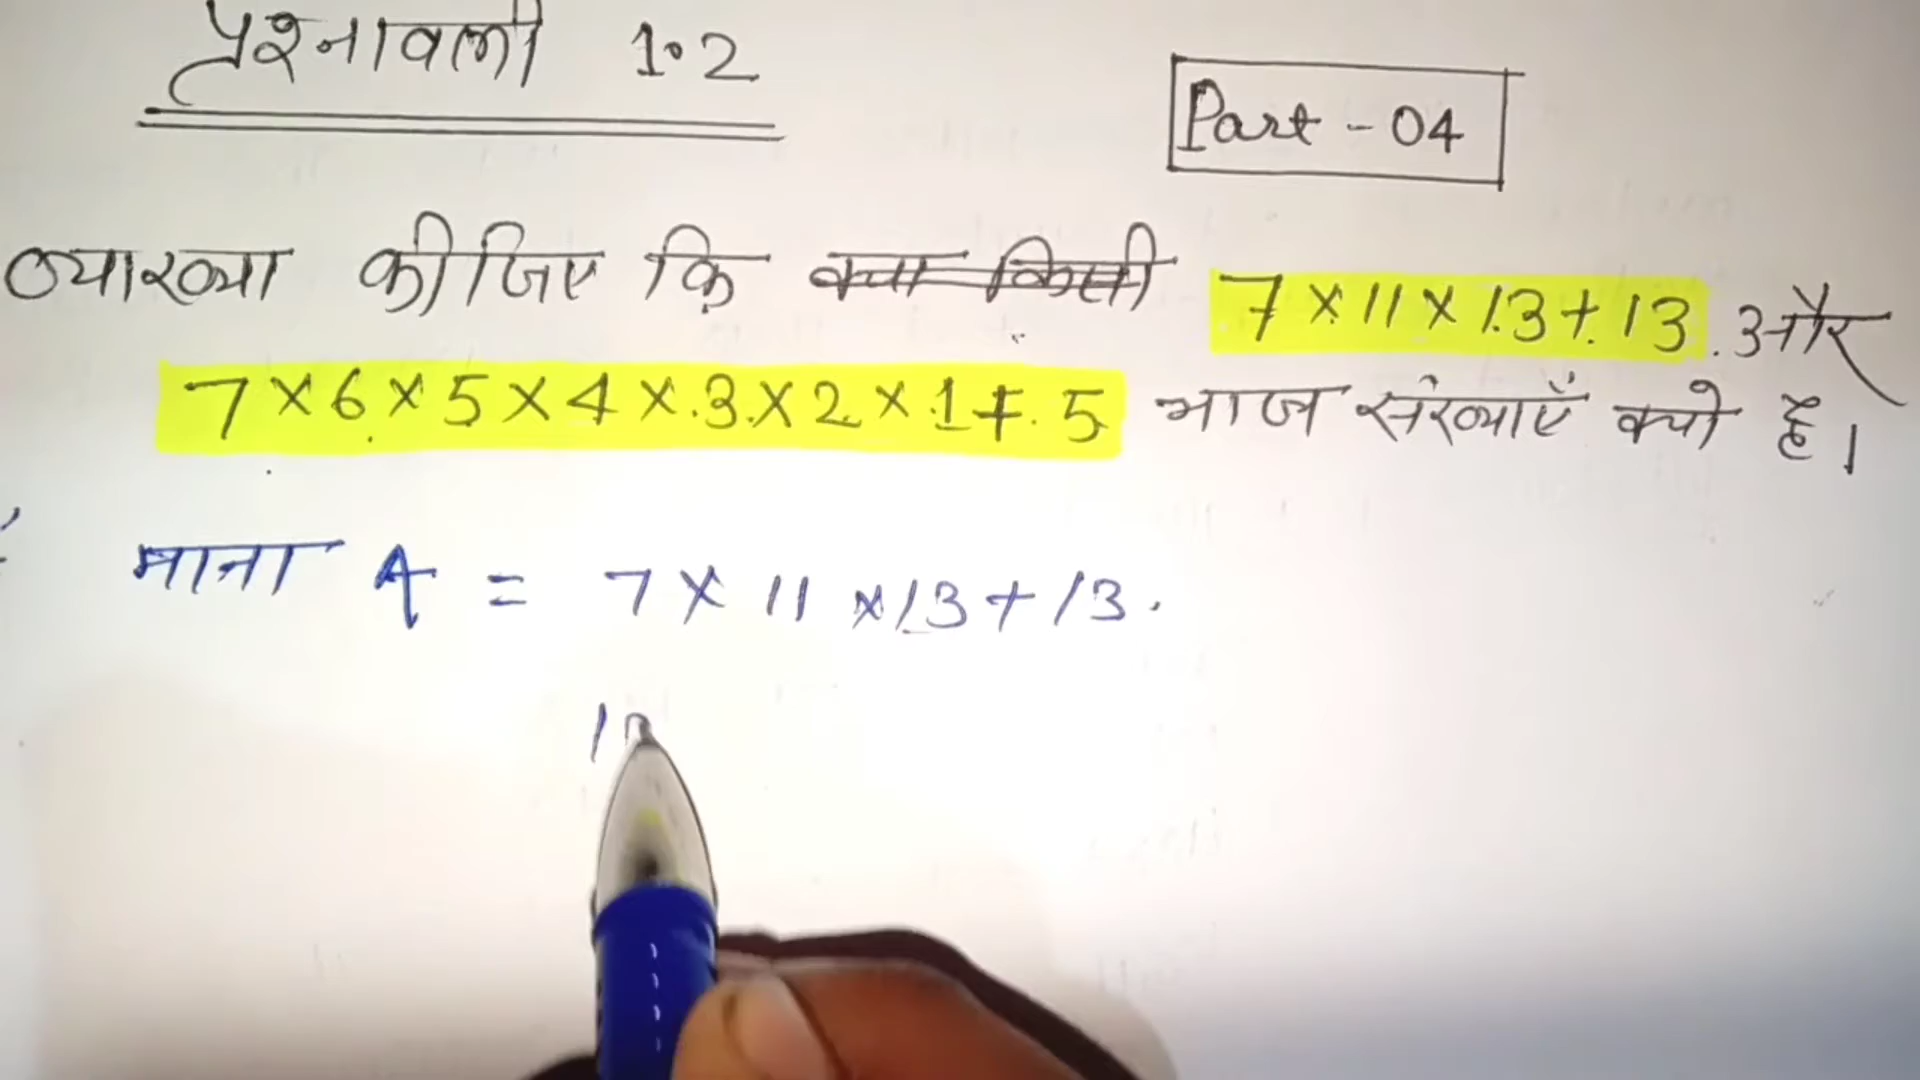 प्रश्नावली 1.2
Part - 04
व्याख्या कीजिए कि क्या किसी 7 × 11 × 13 + 13 और
7 × 6 × 5 × 4 × 3 × 2 × 1 + 5 भाज संख्याएँ क्यो है।
माना A = 7 × 11 × 13 + 13.